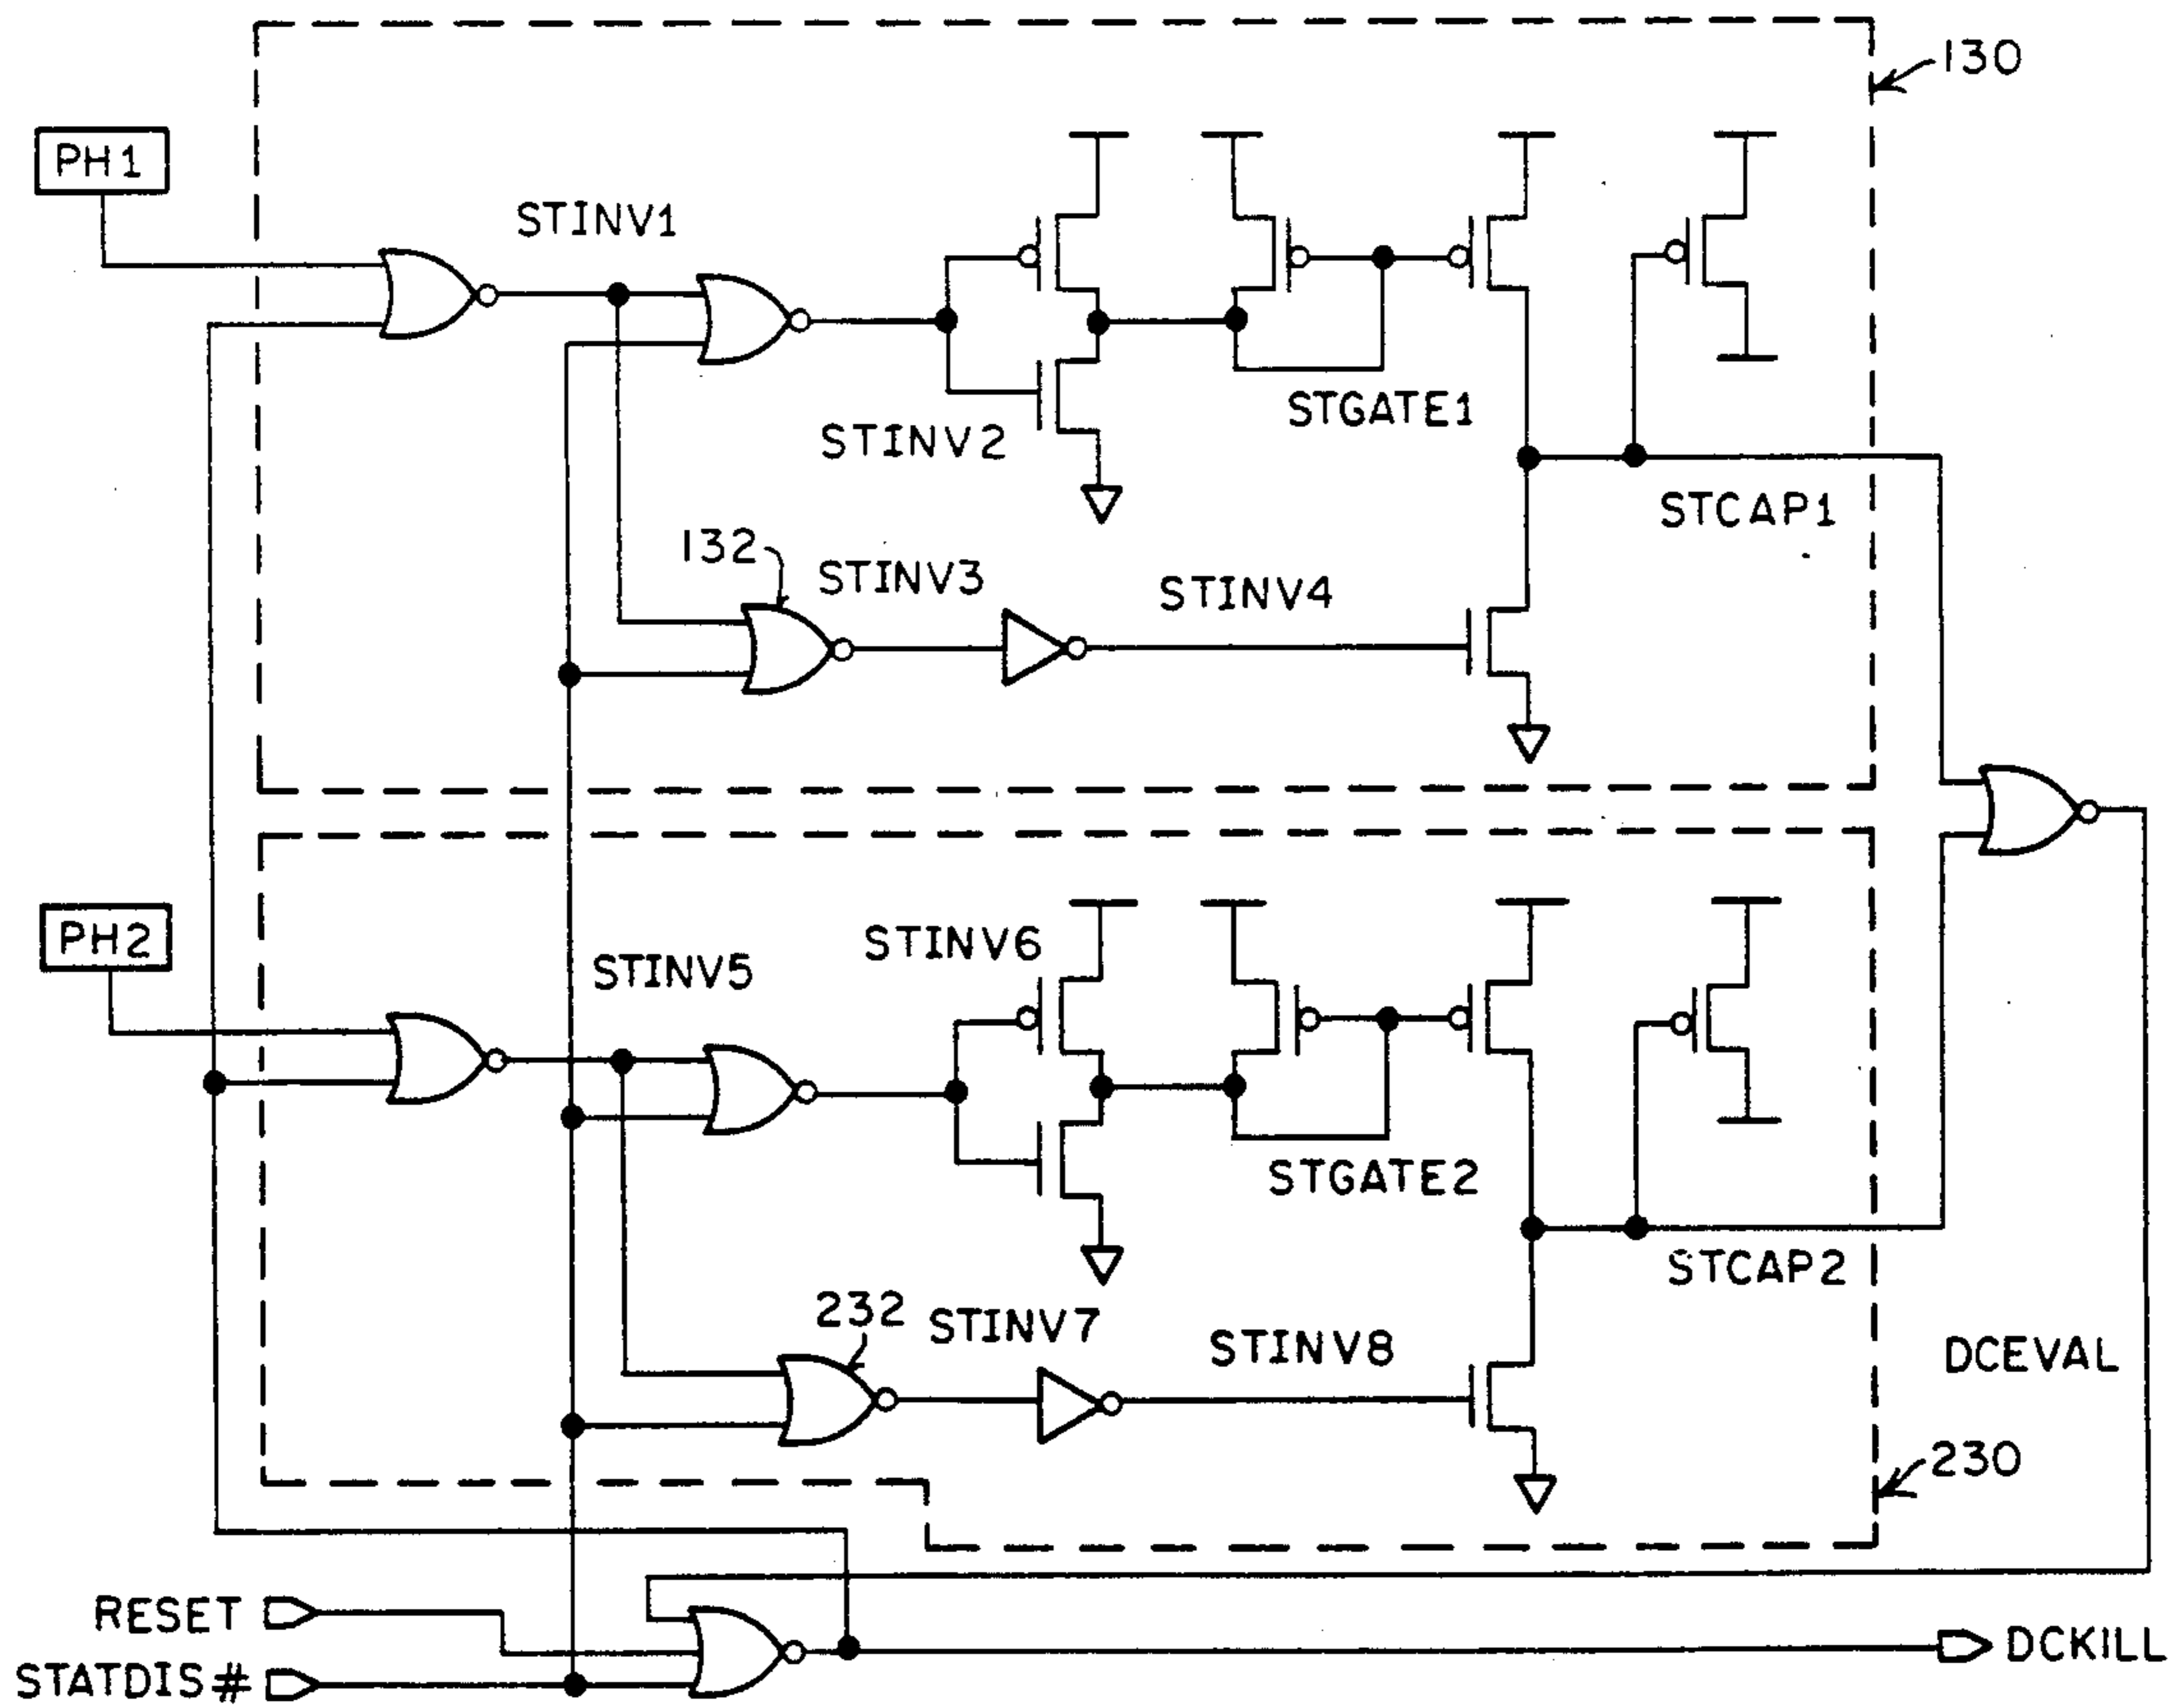 130
PH1
STINV1
STGATE1
STINV2
STCAP1
132
STINV3
STINV4
PH2
STINV6
STINV5
STGATE2
STCAP2
232
STINV7
STINV8
DCEVAL
230
RESET
DCKILL
STATDIS#